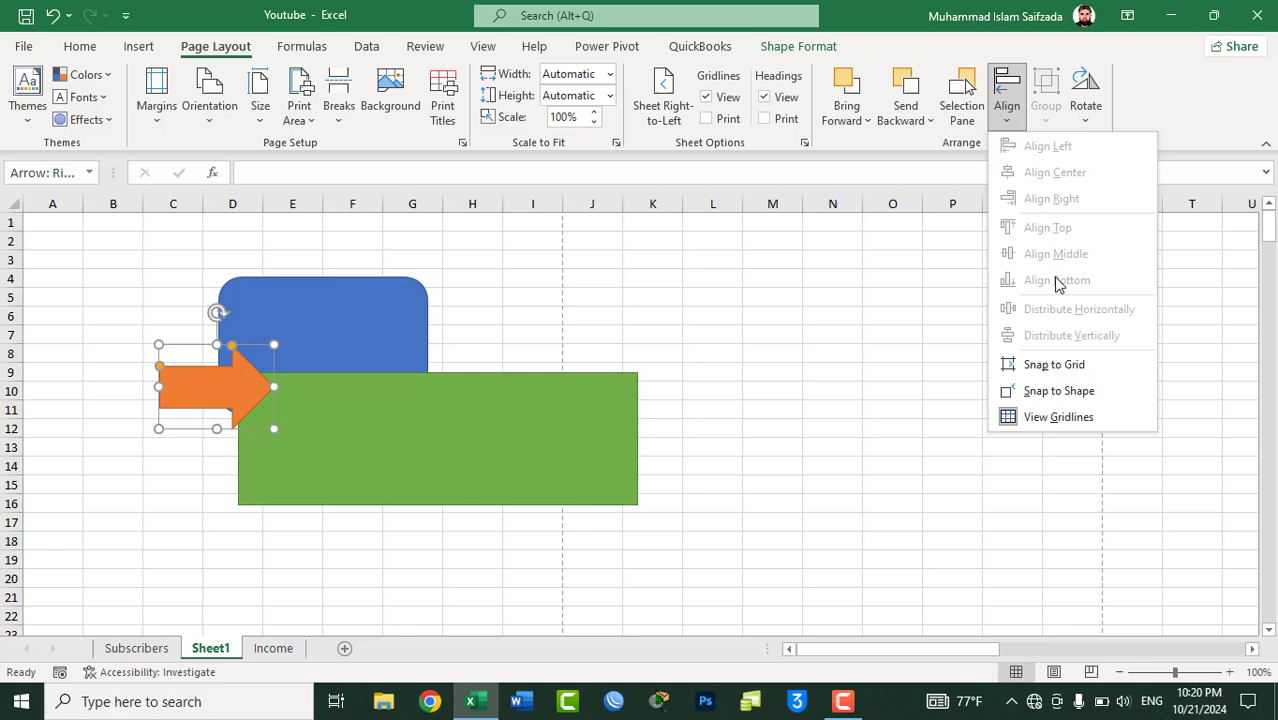 Youtube - Excel
Search (Alt+Q)
Muhammad Islam Saifzada
File Home Insert Page Layout Formulas Data Review View Help Power Pivot QuickBooks Shape Format Share
Themes
Colors
Fonts
Effects
Themes
Margins
Orientation
Size
Print Area
Breaks
Background
Print Titles
Page Setup
Width: Automatic
Height: Automatic
Scale: 100%
Scale to Fit
Sheet Right-to-Left
Gridlines
View
Print
Headings
View
Print
Sheet Options
Bring Forward
Send Backward
Selection Pane
Align
Group
Rotate
Arrange
Align Left
Align Center
Align Right
Align Top
Align Middle
Align Bottom
Distribute Horizontally
Distribute Vertically
Snap to Grid
Snap to Shape
View Gridlines
Arrow: Ri...
fx
A B C D E F G H I J K L M N O P T U
1
2
3
4
5
6
7
8
9
10
11
12
13
14
15
16
17
18
19
20
21
22
23
Subscribers Sheet1 Income
Ready
Accessibility: Investigate
100%
Type here to search
77°F
ENG
10:20 PM
10/21/2024